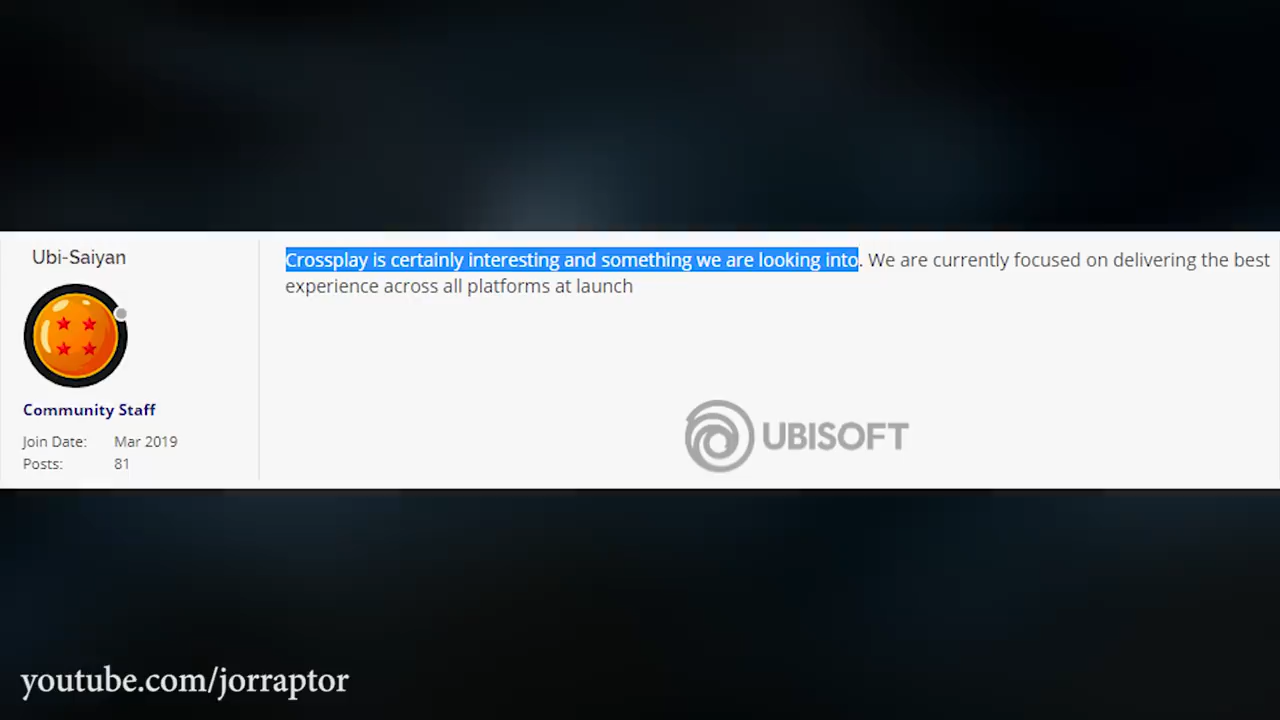 Ubi-Saiyan
Crossplay is certainly interesting and something we are looking into. We are currently focused on delivering the best
experience across all platforms at launch
Community Staff
Join Date: Mar 2019
Posts: 81
UBISOFT
youtube.com/jorraptor